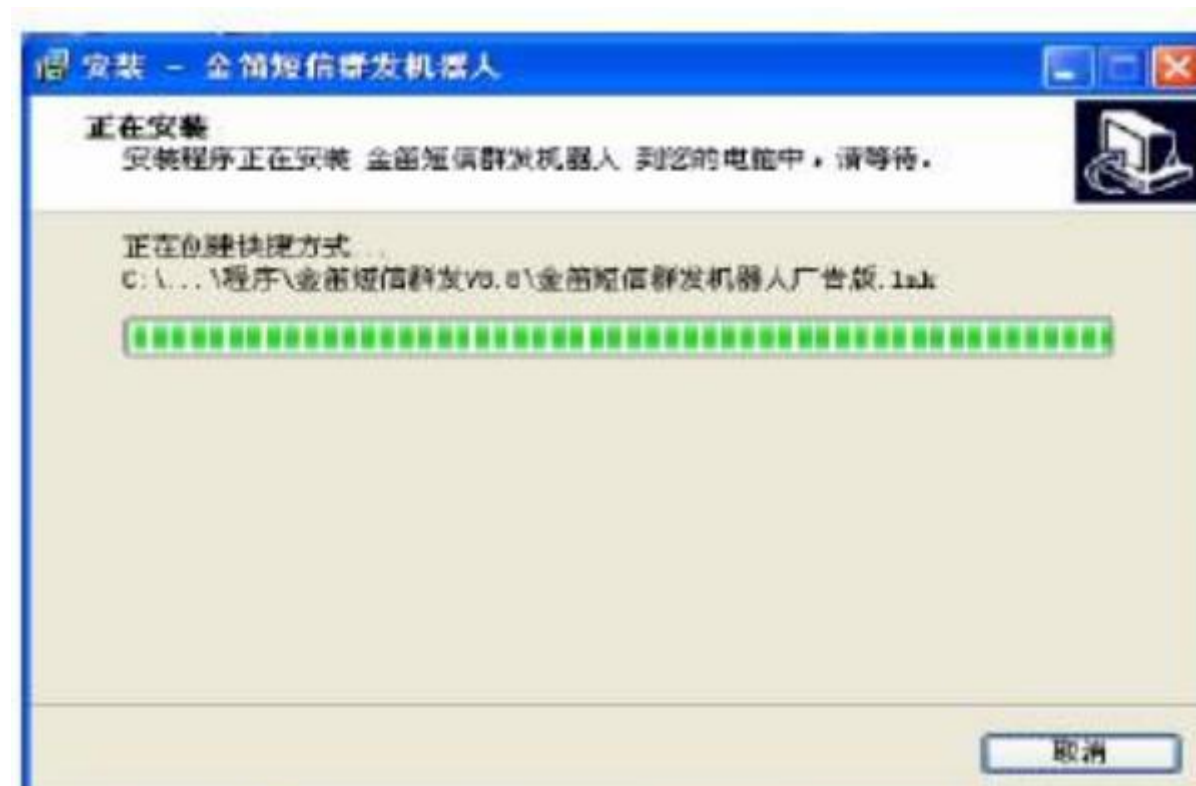 安装 - 金笛短信群发机器人
正在安装
安装程序正在安装 金笛短信群发机器人 到您的电脑中，请等待。
正在创建快捷方式...
C:\...\程序\金笛短信群发V8.8\金笛短信群发机器人广告版.lnk
取消